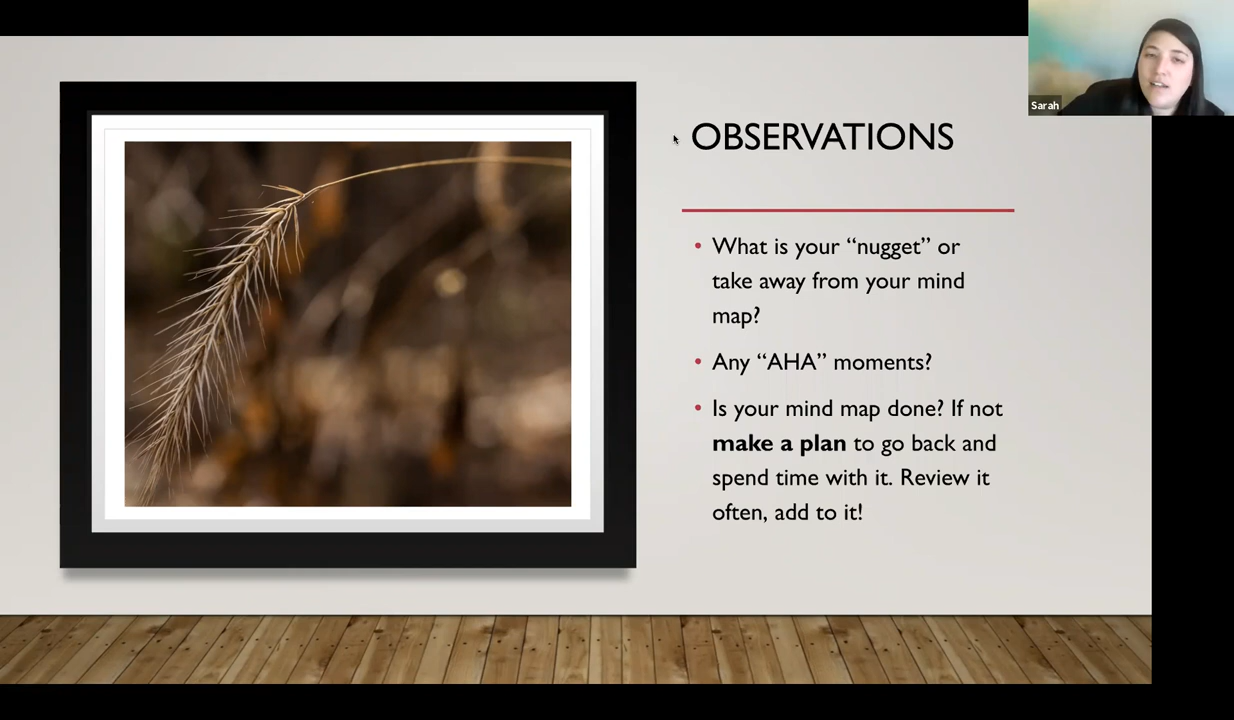 Sarah
OBSERVATIONS
• What is your “nugget” or
take away from your mind
map?
• Any “AHA” moments?
• Is your mind map done? If not
make a plan to go back and
spend time with it. Review it
often, add to it!